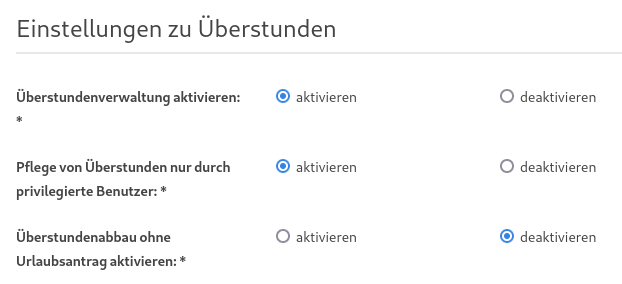 Einstellungen zu Überstunden
Überstundenverwaltung aktivieren: aktivieren deaktivieren
*
Pflege von Überstunden nur durch aktivieren deaktivieren
privilegierte Benutzer: *
Überstundenabbau ohne aktivieren deaktivieren
Urlaubsantrag aktivieren: *